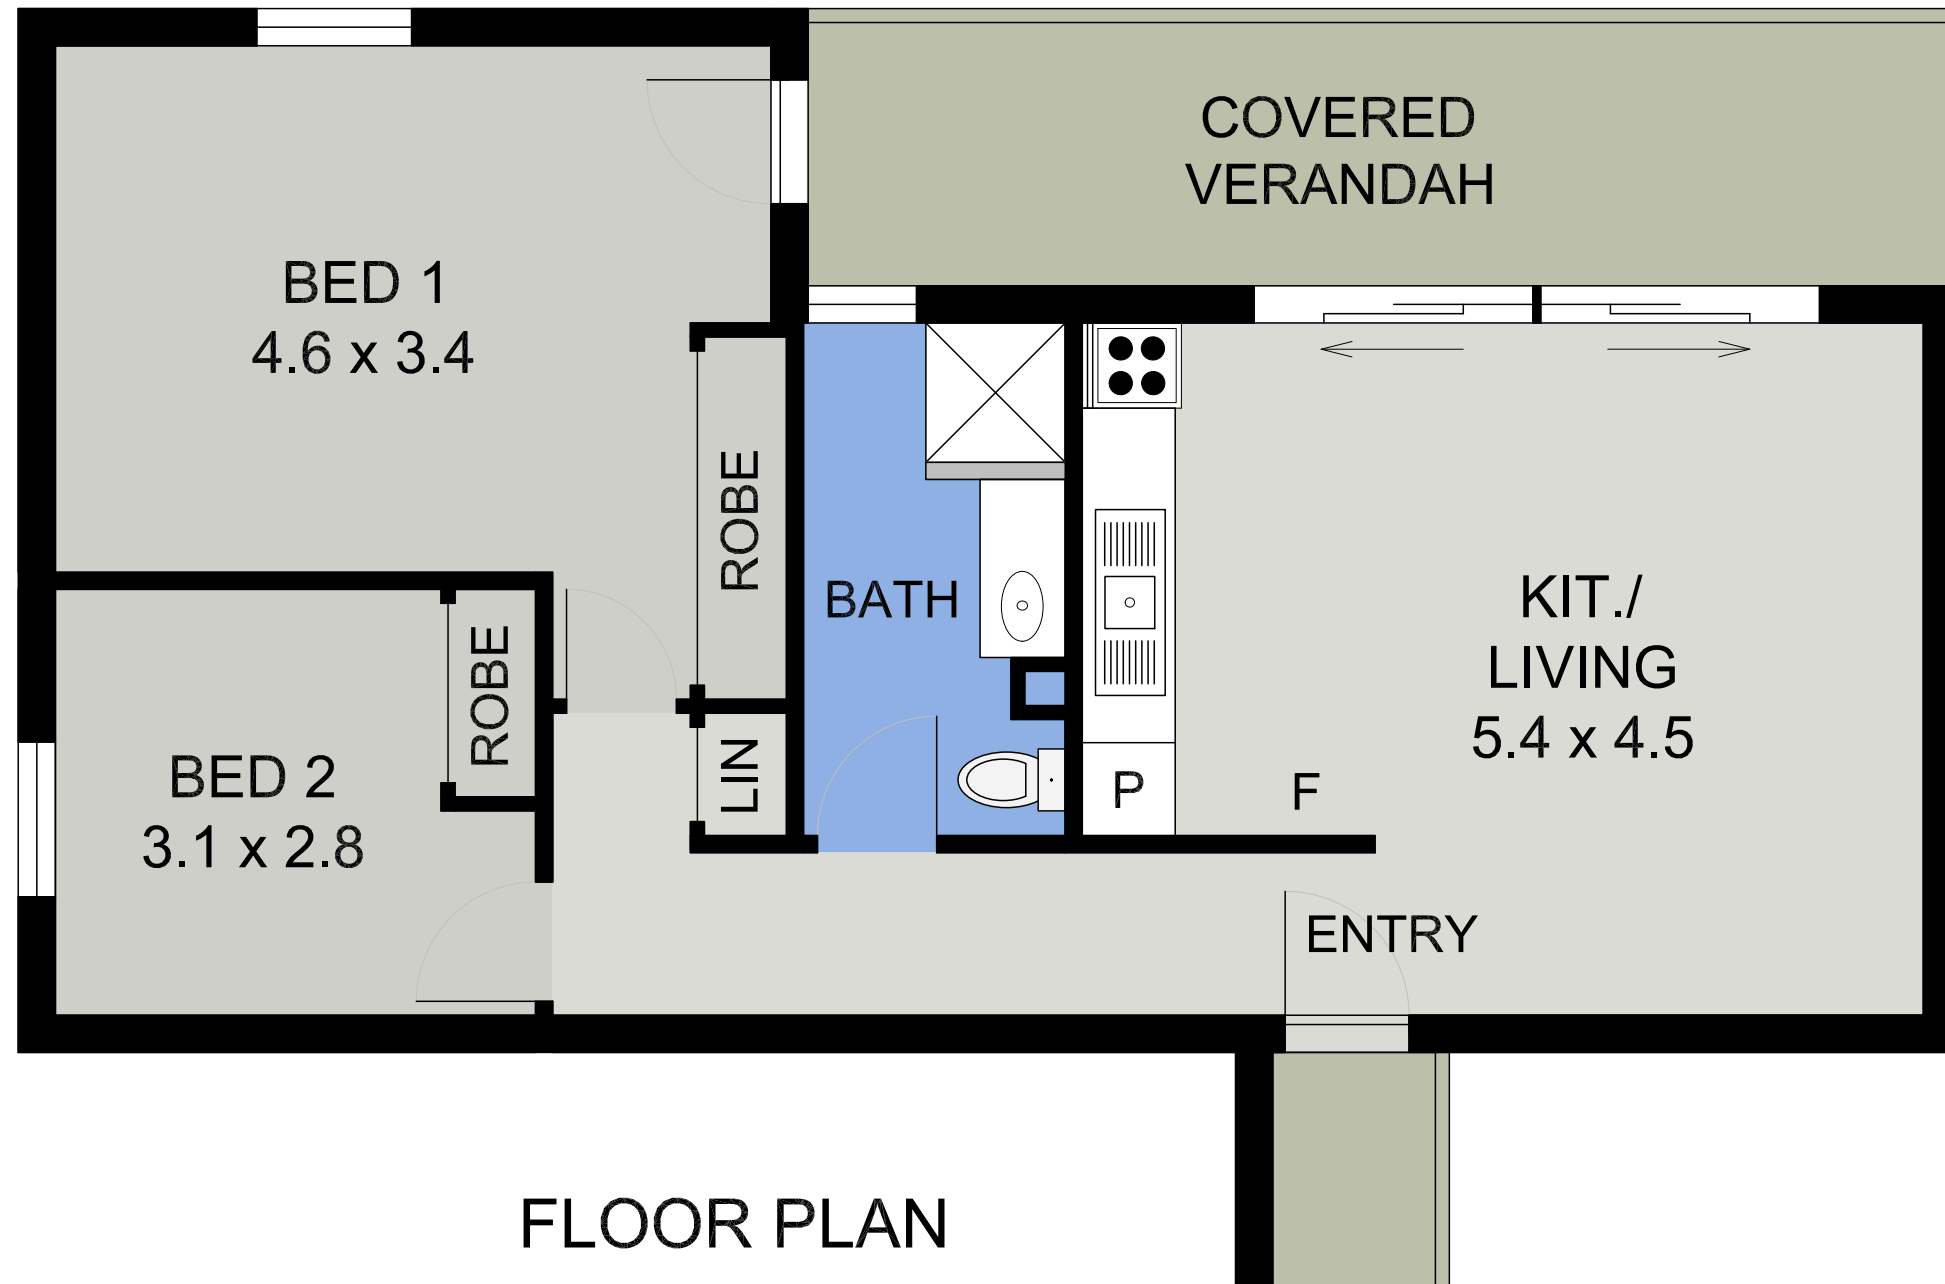 COVERED
VERANDAH
BED 1
4.6 x 3.4
ROBE
BATH
KIT./
LIVING
5.4 x 4.5
ROBE
BED 2
3.1 x 2.8
LIN
P
F
ENTRY
FLOOR PLAN